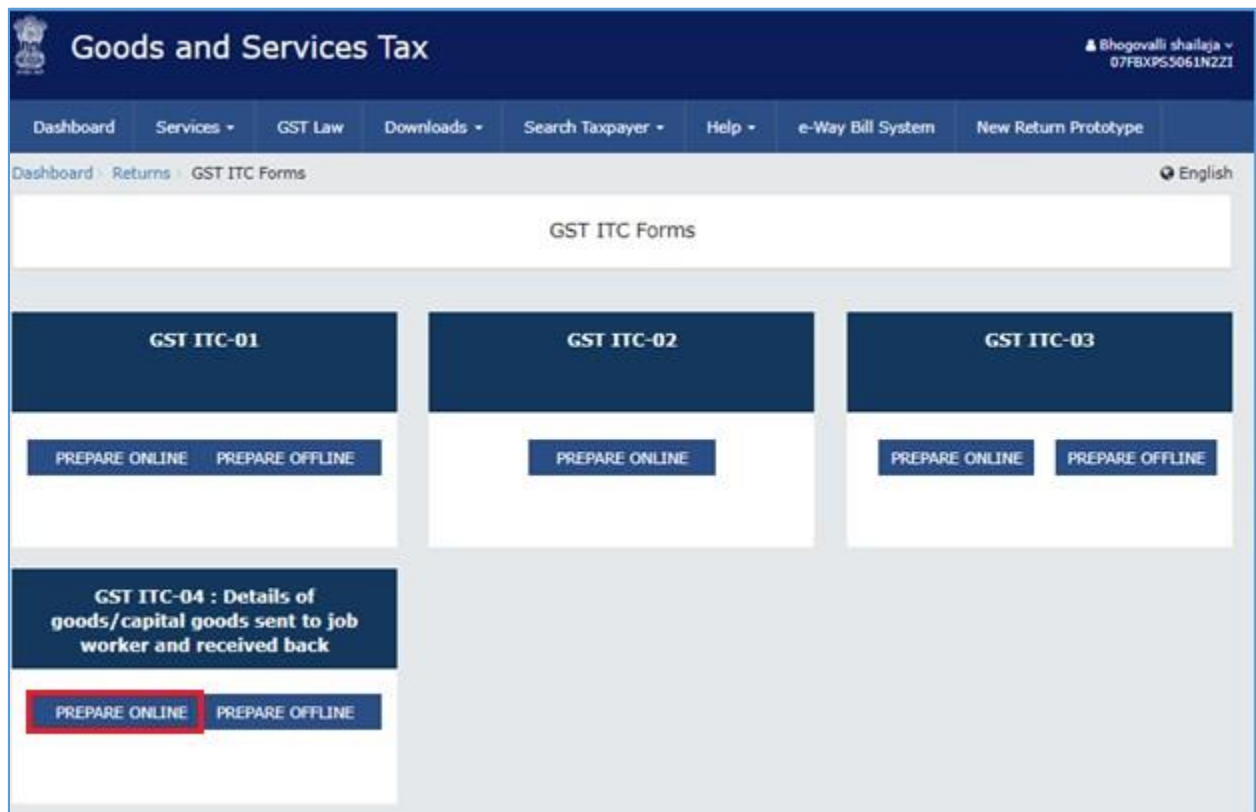 Goods and Services Tax
Bhogovalli shailaja
07FBXPS5061N2ZI
Dashboard Services GST Law Downloads Search Taxpayer Help e-Way Bill System New Return Prototype
Dashboard Returns GST ITC Forms English
GST ITC Forms
GST ITC-01 GST ITC-02 GST ITC-03
PREPARE ONLINE PREPARE OFFLINE PREPARE ONLINE PREPARE ONLINE PREPARE OFFLINE
GST ITC-04 : Details of
goods/capital goods sent to job
worker and received back
PREPARE ONLINE PREPARE OFFLINE